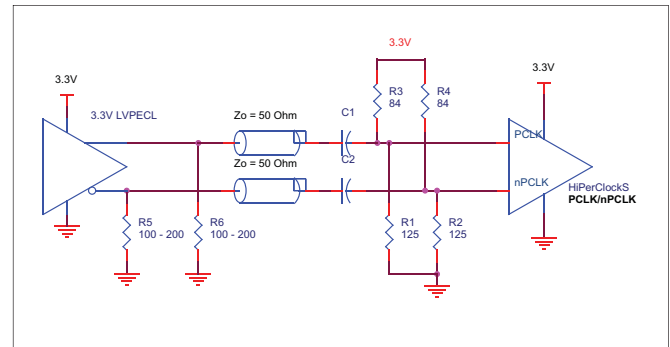 3.3V
3.3V
3.3V
3.3V LVPECL
Zo = 50 Ohm
C1
R3
84
R4
84
PCLK
Zo = 50 Ohm
C2
nPCLK
HiPerClockS
PCLK/nPCLK
R5
100 - 200
R6
100 - 200
R1
125
R2
125